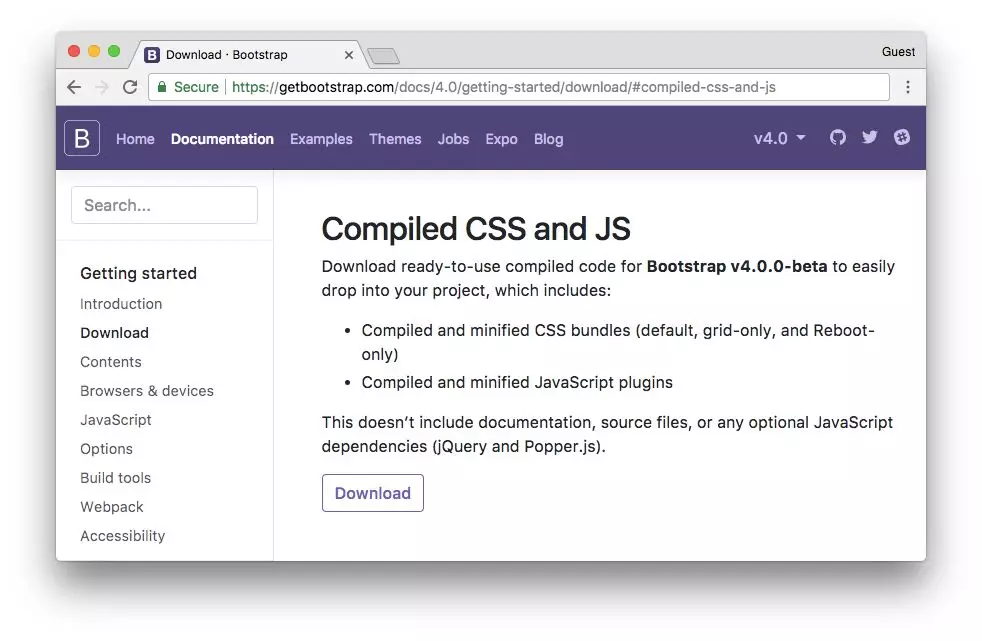 B Download · Bootstrap
Guest
Secure https://getbootstrap.com/docs/4.0/getting-started/download/#compiled-css-and-js
B Home Documentation Examples Themes Jobs Expo Blog v4.0
Search...
Getting started
Introduction
Download
Contents
Browsers & devices
JavaScript
Options
Build tools
Webpack
Accessibility
Compiled CSS and JS
Download ready-to-use compiled code for Bootstrap v4.0.0-beta to easily
drop into your project, which includes:
• Compiled and minified CSS bundles (default, grid-only, and Reboot-
only)
• Compiled and minified JavaScript plugins
This doesn’t include documentation, source files, or any optional JavaScript
dependencies (jQuery and Popper.js).
Download